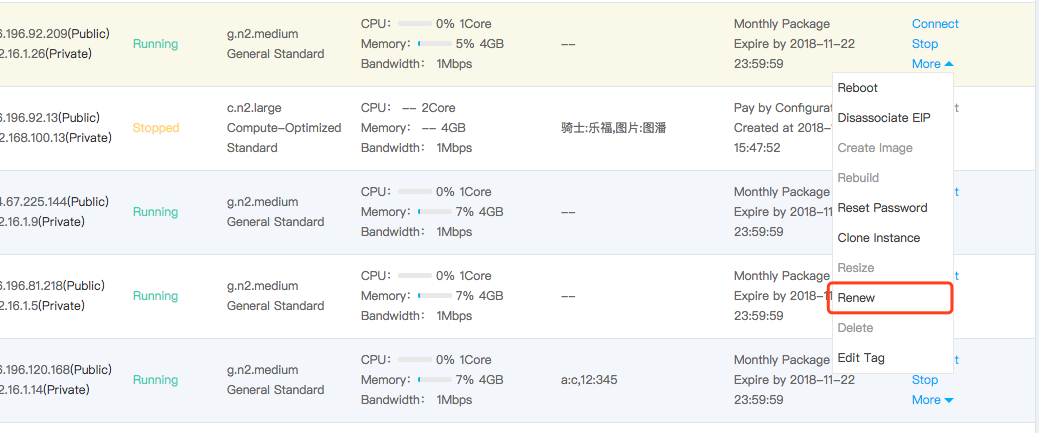 6.196.92.209(Public)
2.16.1.26(Private)
Running
g.n2.medium
General Standard
CPU: 0% 1Core
Memory: 5% 4GB
Bandwidth: 1Mbps
--
Monthly Package
Expire by 2018-11-22
23:59:59
Connect
Stop
More
6.196.92.13(Public)
2.168.100.13(Private)
Stopped
c.n2.large
Compute-Optimized
Standard
CPU: -- 2Core
Memory: -- 4GB
Bandwidth: 1Mbps
骑士:乐福,图片:图潘
Pay by Configurat
Created at 2018-
15:47:52
t
Reboot
Disassociate EIP
Create Image
Rebuild
Reset Password
Clone Instance
Resize
Renew
Delete
Edit Tag
4.67.225.144(Public)
2.16.1.9(Private)
Running
g.n2.medium
General Standard
CPU: 0% 1Core
Memory: 7% 4GB
Bandwidth: 1Mbps
--
Monthly Package
Expire by 2018-11
23:59:59
t
6.196.81.218(Public)
2.16.1.5(Private)
Running
g.n2.medium
General Standard
CPU: 0% 1Core
Memory: 7% 4GB
Bandwidth: 1Mbps
--
Monthly Package
Expire by 2018-11
23:59:59
t
6.196.120.168(Public)
2.16.1.14(Private)
Running
g.n2.medium
General Standard
CPU: 0% 1Core
Memory: 7% 4GB
Bandwidth: 1Mbps
a:c,12:345
Monthly Package
Expire by 2018-11-22
23:59:59
t
Stop
More